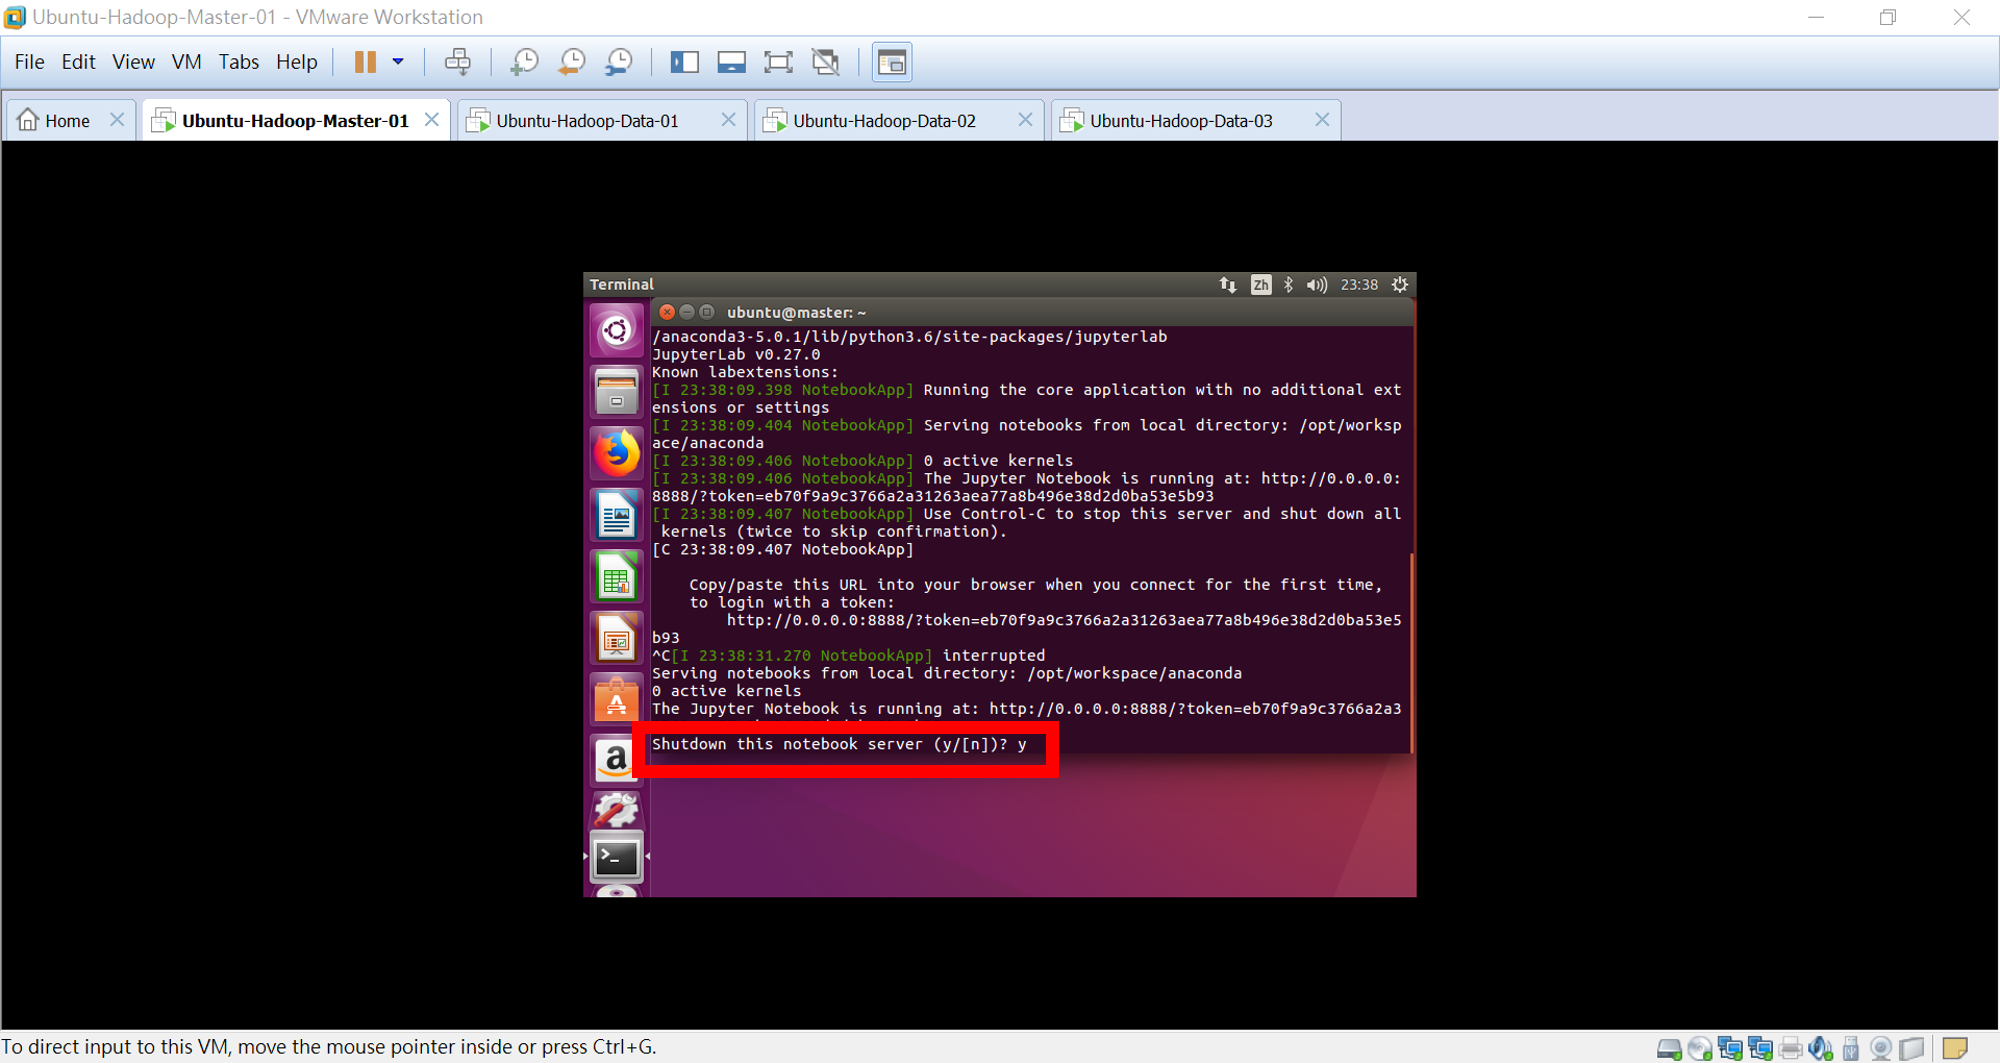 Ubuntu-Hadoop-Master-01 - VMware Workstation
File Edit View VM Tabs Help
Home Ubuntu-Hadoop-Master-01 Ubuntu-Hadoop-Data-01 Ubuntu-Hadoop-Data-02 Ubuntu-Hadoop-Data-03
Terminal Zh 23:38
ubuntu@master: ~
/anaconda3-5.0.1/lib/python3.6/site-packages/jupyterlab
JupyterLab v0.27.0
Known labextensions:
[I 23:38:09.398 NotebookApp] Running the core application with no additional ext
ensions or settings
[I 23:38:09.404 NotebookApp] Serving notebooks from local directory: /opt/worksp
ace/anaconda
[I 23:38:09.406 NotebookApp] 0 active kernels
[I 23:38:09.406 NotebookApp] The Jupyter Notebook is running at: http://0.0.0.0:
8888/?token=eb70f9a9c3766a2a31263aea77a8b496e38d2d0ba53e5b93
[I 23:38:09.407 NotebookApp] Use Control-C to stop this server and shut down all
kernels (twice to skip confirmation).
[C 23:38:09.407 NotebookApp]
Copy/paste this URL into your browser when you connect for the first time,
to login with a token:
http://0.0.0.0:8888/?token=eb70f9a9c3766a2a31263aea77a8b496e38d2d0ba53e5
b93
^C[I 23:38:31.270 NotebookApp] interrupted
Serving notebooks from local directory: /opt/workspace/anaconda
0 active kernels
The Jupyter Notebook is running at: http://0.0.0.0:8888/?token=eb70f9a9c3766a2a3
Shutdown this notebook server (y/[n])? y
To direct input to this VM, move the mouse pointer inside or press Ctrl+G.